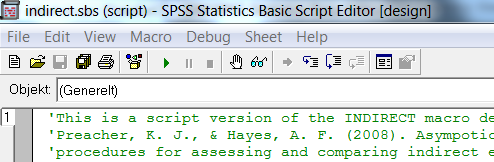 indirect.sbs (script) - SPSS Statistics Basic Script Editor [design]
File Edit View Macro Debug Sheet Help
Objekt: (Generelt)
1 'This is a script version of the INDIRECT macro de
'Preacher, K. J., & Hayes, A. F. (2008). Asympotic
'procedures for assessing and comparing indirect e